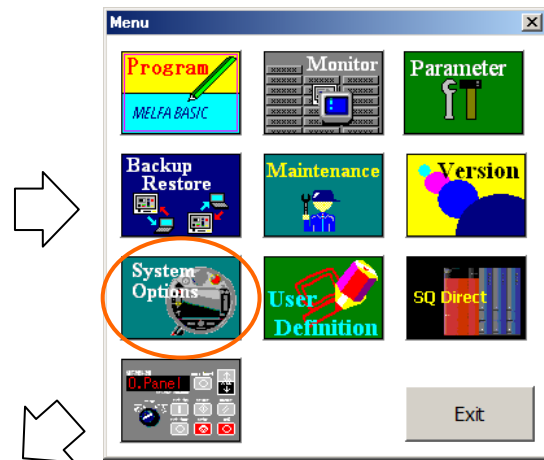 Menu
Program
MELFA BASIC
Monitor
Parameter
Backup
Restore
Maintenance
Version
System
Options
User
Definition
SQ Direct
O.Panel
Exit